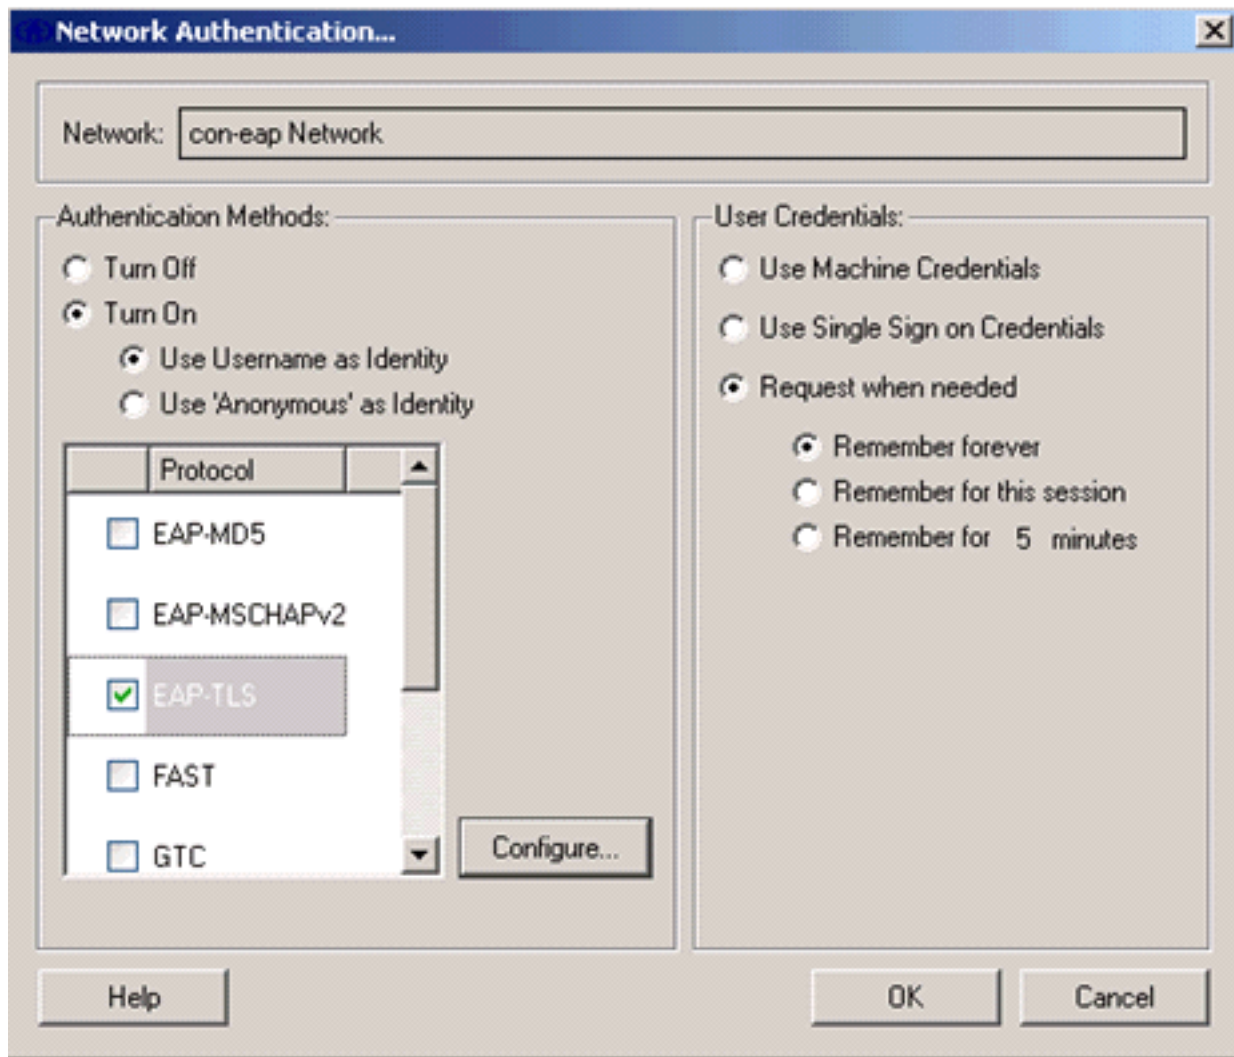 Network Authentication...
Network: con-eap Network
Authentication Methods:
Turn Off
Turn On
Use Username as Identity
Use 'Anonymous' as Identity
Protocol
EAP-MD5
EAP-MSCHAPv2
EAP-TLS
FAST
GTC
Configure...
User Credentials:
Use Machine Credentials
Use Single Sign on Credentials
Request when needed
Remember forever
Remember for this session
Remember for 5 minutes
Help
OK
Cancel